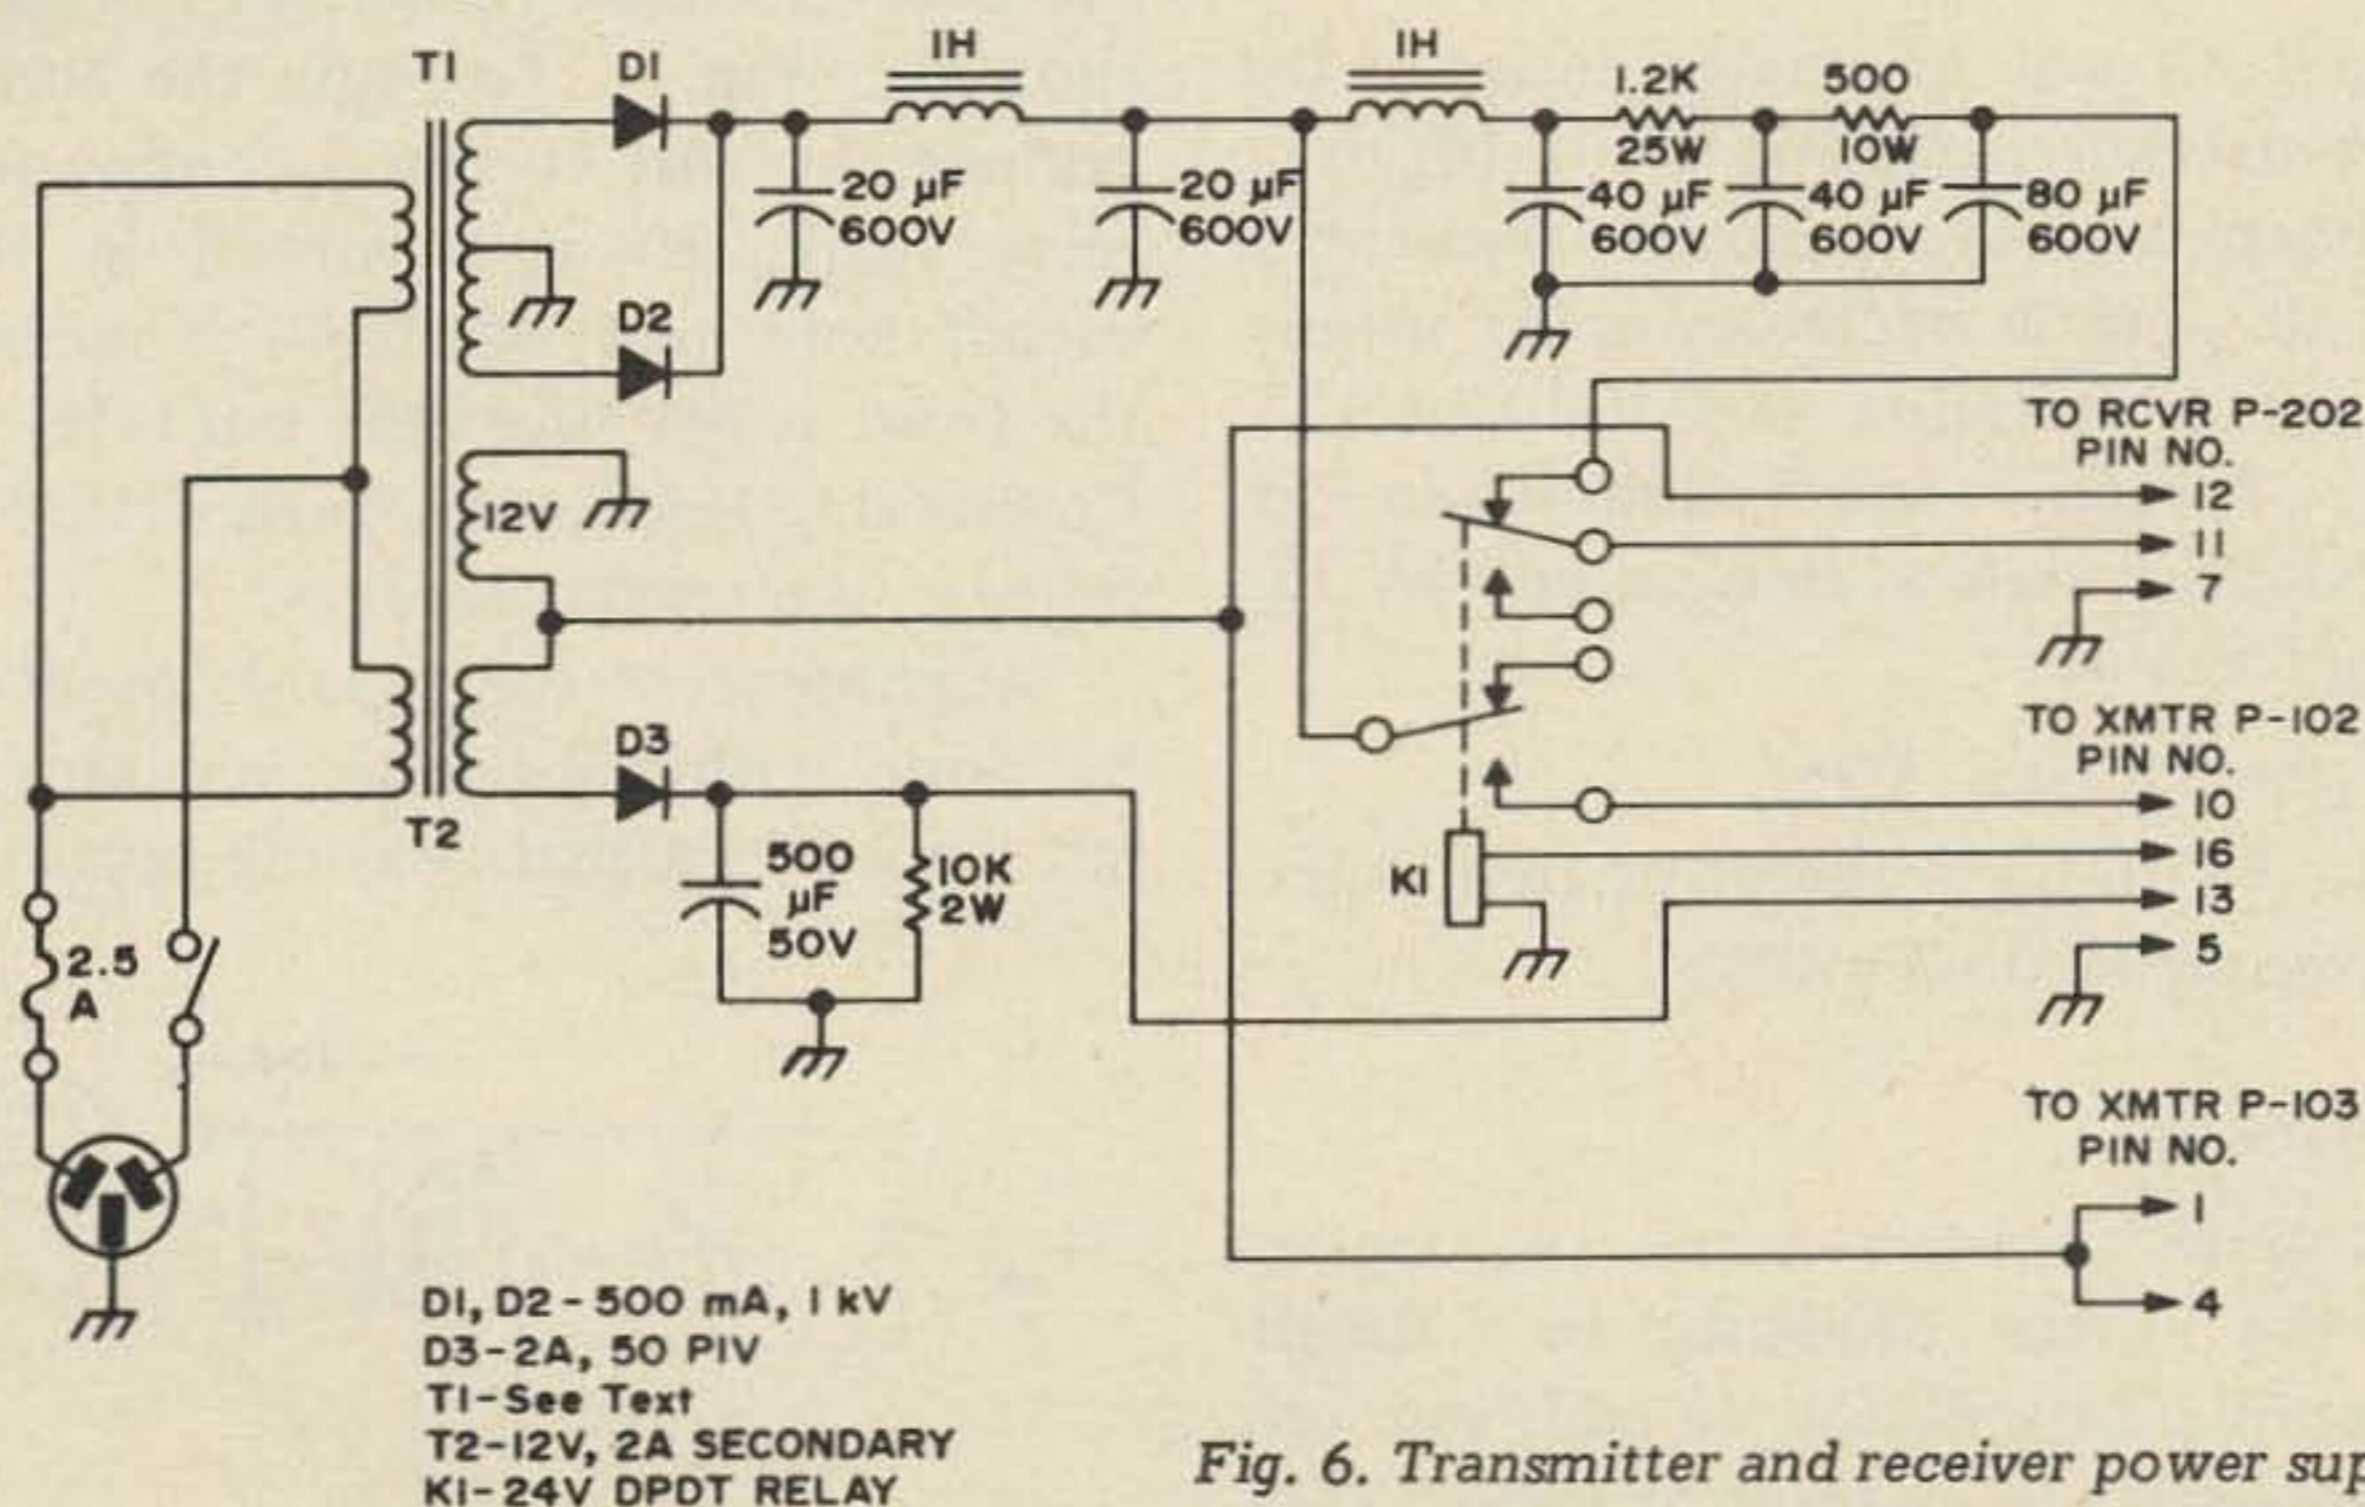 T1
D1
1H
1H
1.2K
25W
500
10W
20 µF
600V
20 µF
600V
40 µF
600V
40 µF
600V
80 µF
600V
D2
12V
TO RCVR P-202
PIN NO.
12
11
7
TO XMTR P-102
PIN NO.
10
16
13
5
D3
T2
500
µF
50V
10K
2W
K1
2.5
A
TO XMTR P-103
PIN NO.
1
4
D1, D2-500 mA, 1 kV
D3-2A, 50 PIV
T1-See Text
T2-12V, 2A SECONDARY
K1-24V DPDT RELAY
Fig. 6. Transmitter and receiver power